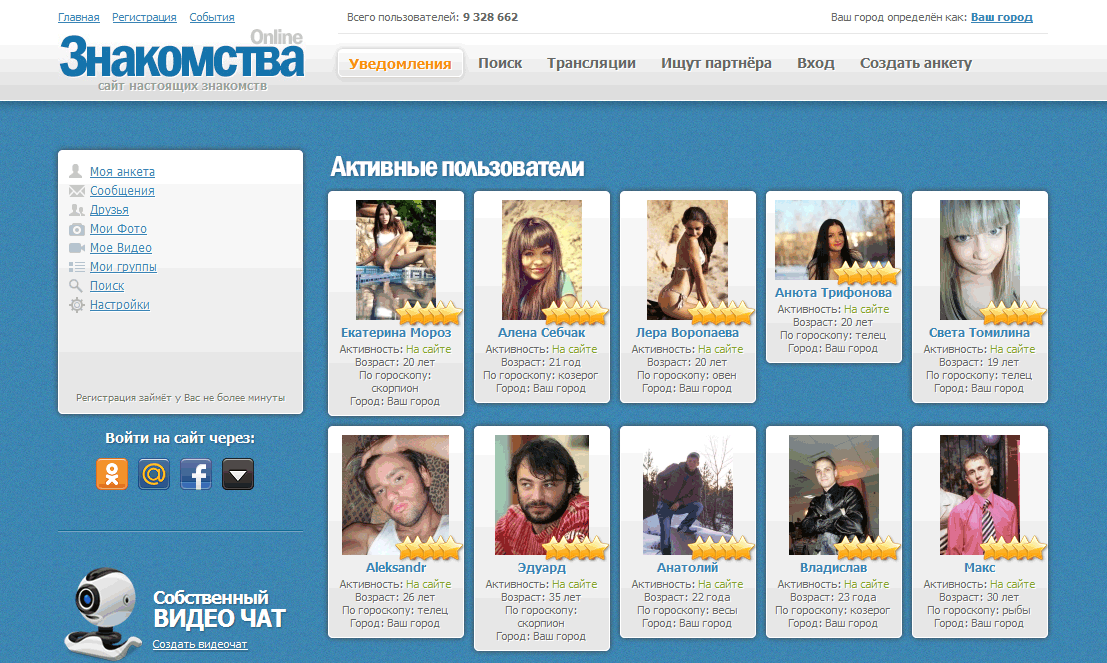 Главная Регистрация События
Всего пользователей: 9 328 662
Ваш город определён как: Ваш город
Online
Знакомства
сайт настоящих знакомств
Уведомления Поиск Трансляции Ищут партнёра Вход Создать анкету
Моя анкета
Сообщения
Друзья
Мои Фото
Мое Видео
Мои группы
Поиск
Настройки
Регистрация займёт у Вас не более минуты
Войти на сайт через:
Собственный
ВИДЕО ЧАТ
Создать видеочат
Активные пользователи
Екатерина Мороз
Активность: На сайте
Возраст: 20 лет
По гороскопу:
скорпион
Город: Ваш город
Алена Себчак
Активность: На сайте
Возраст: 21 год
По гороскопу: козерог
Город: Ваш город
Лера Воропаева
Активность: На сайте
Возраст: 20 лет
По гороскопу: овен
Город: Ваш город
Анюта Трифонова
Активность: На сайте
Возраст: 20 лет
По гороскопу: телец
Город: Ваш город
Света Томилина
Активность: На сайте
Возраст: 19 лет
По гороскопу: телец
Город: Ваш город
Aleksandr
Активность: На сайте
Возраст: 26 лет
По гороскопу: телец
Город: Ваш город
Эдуард
Активность: На сайте
Возраст: 35 лет
По гороскопу:
скорпион
Город: Ваш город
Анатолий
Активность: На сайте
Возраст: 22 года
По гороскопу: весы
Город: Ваш город
Владислав
Активность: На сайте
Возраст: 23 года
По гороскопу: козерог
Город: Ваш город
Макс
Активность: На сайте
Возраст: 30 лет
По гороскопу: рыбы
Город: Ваш город